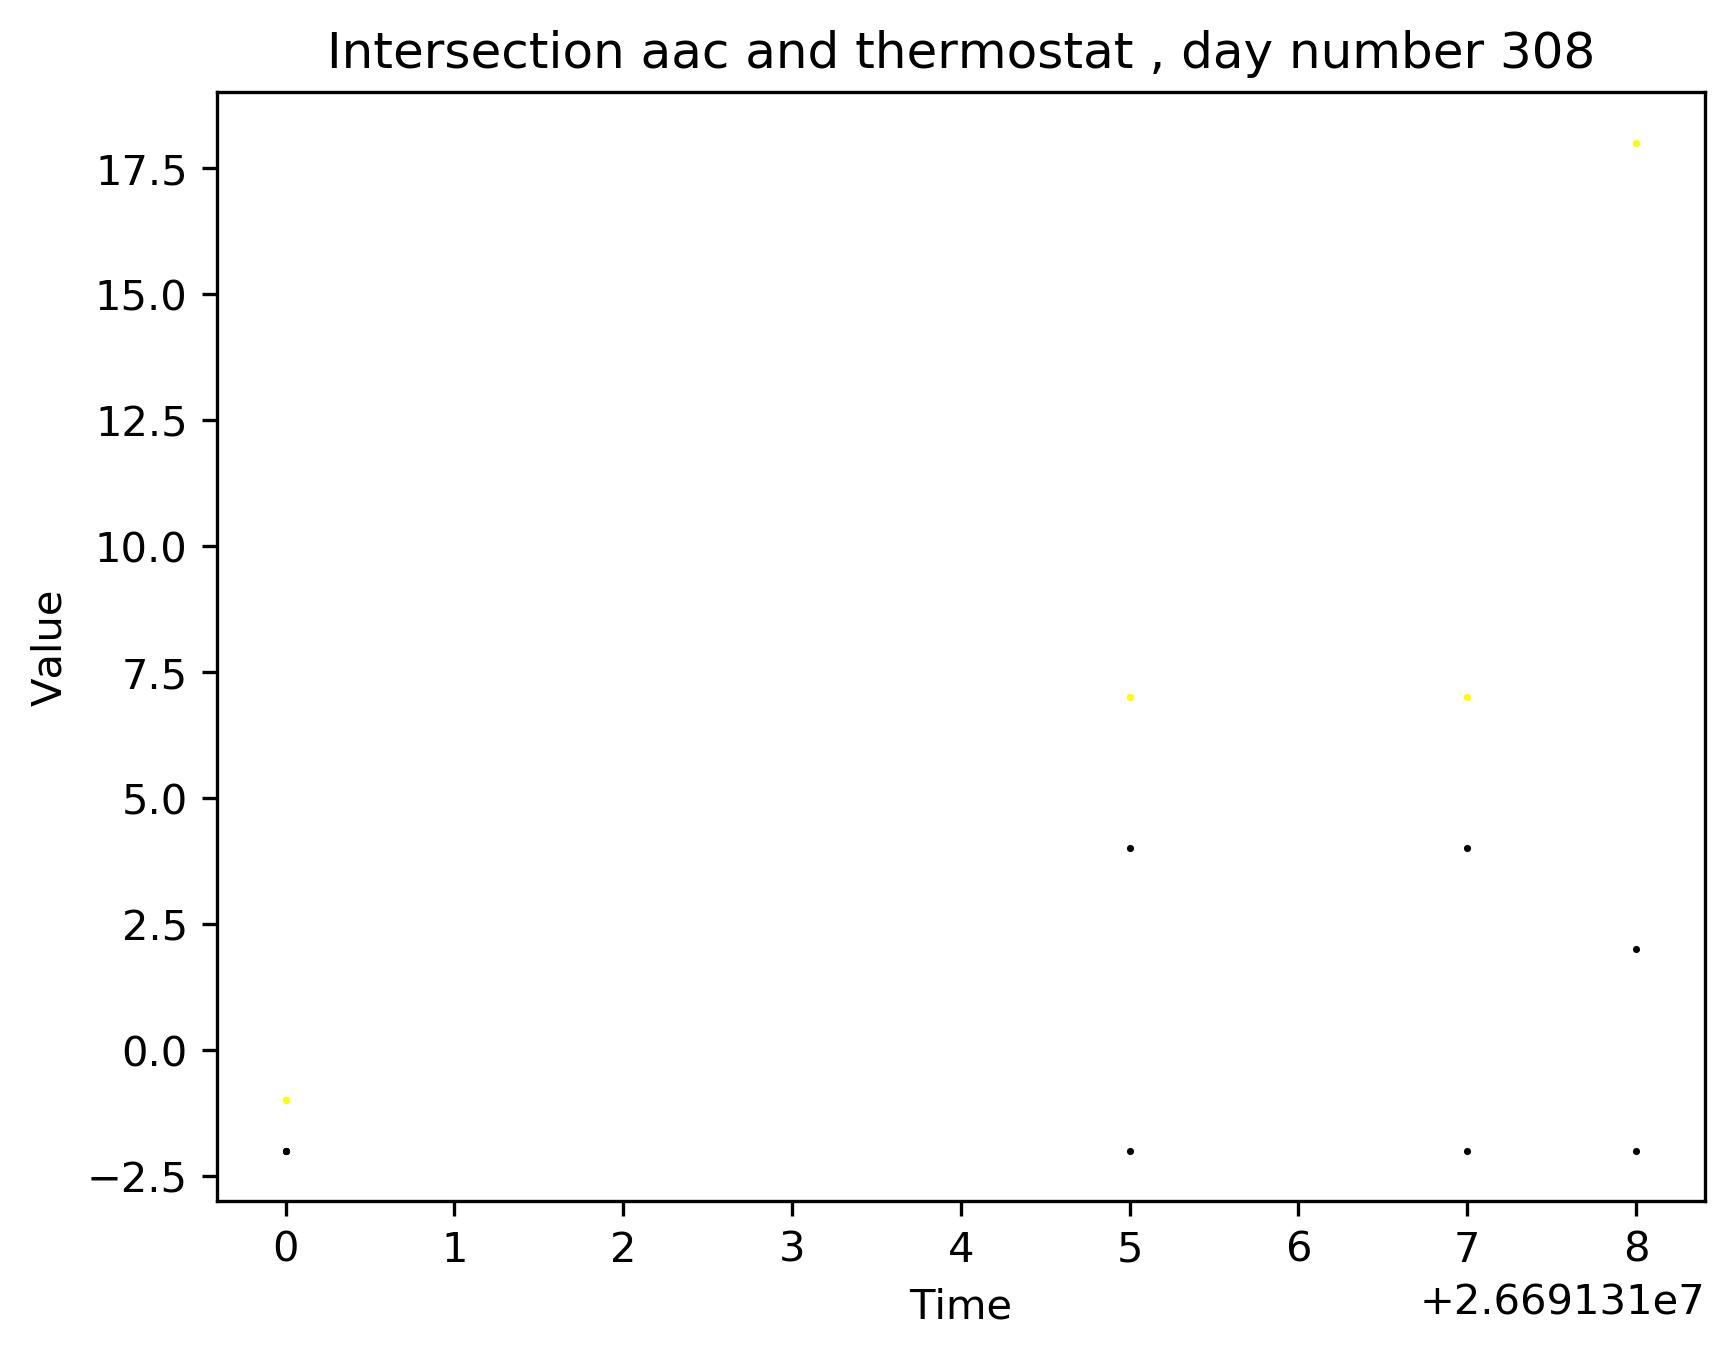 Intersection aac and thermostat , day number 308
17.5
15.0
12.5
10.0
7.5
5.0
2.5
0.0
−2.5
Value
0 1 2 3 4 5 6 7 8
+2.669131e7
Time